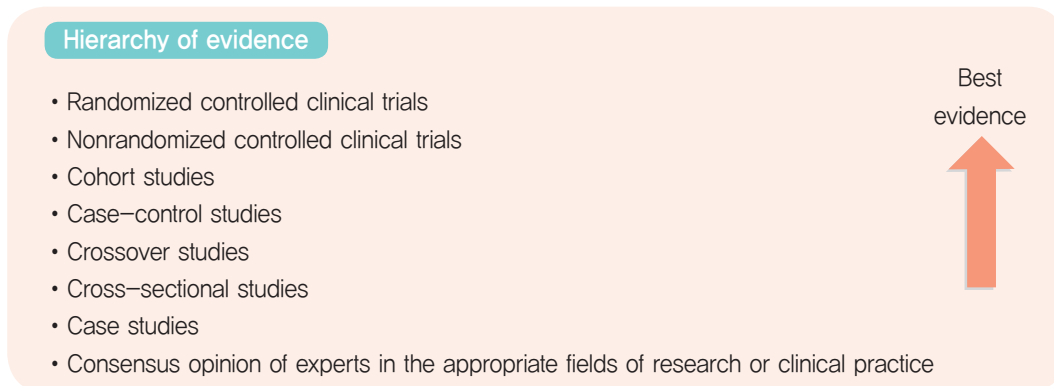 Hierarchy of evidence
Best
evidence
• Randomized controlled clinical trials
• Nonrandomized controlled clinical trials
• Cohort studies
• Case-control studies
• Crossover studies
• Cross-sectional studies
• Case studies
• Consensus opinion of experts in the appropriate fields of research or clinical practice